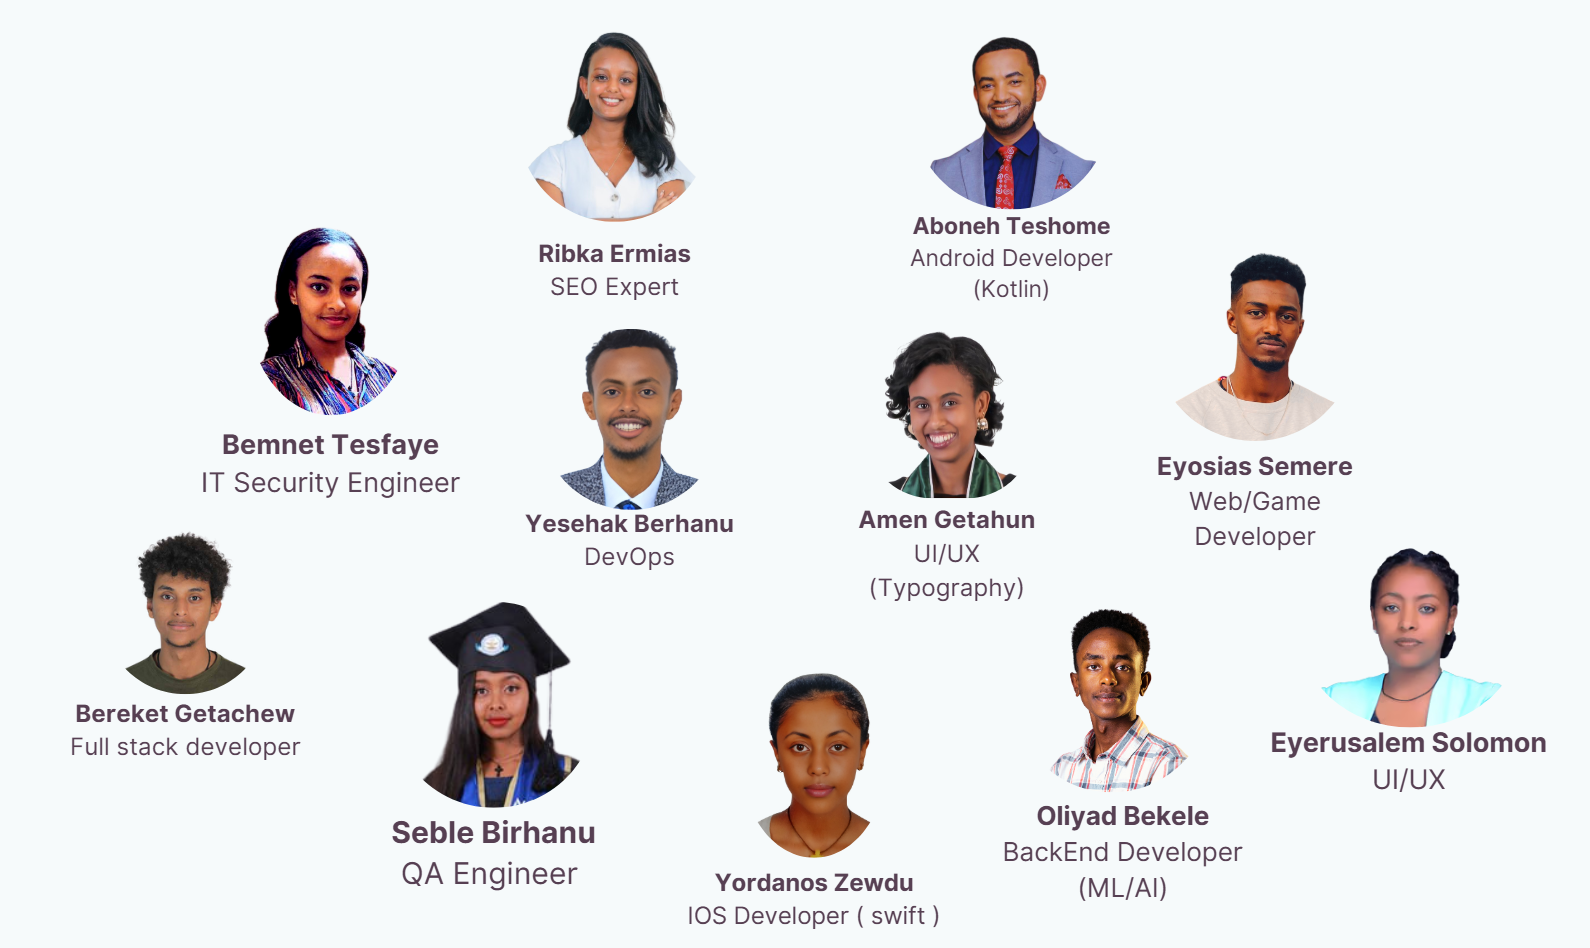 Ribka Ermias
SEO Expert
Aboneh Teshome
Android Developer
(Kotlin)
Bemnet Tesfaye
IT Security Engineer
Yesehak Berhanu
DevOps
Amen Getahun
UI/UX
(Typography)
Eyosias Semere
Web/Game
Developer
Bereket Getachew
Full stack developer
Seble Birhanu
QA Engineer
Yordanos Zewdu
IOS Developer ( swift )
Oliyad Bekele
BackEnd Developer
(ML/AI)
Eyerusalem Solomon
UI/UX